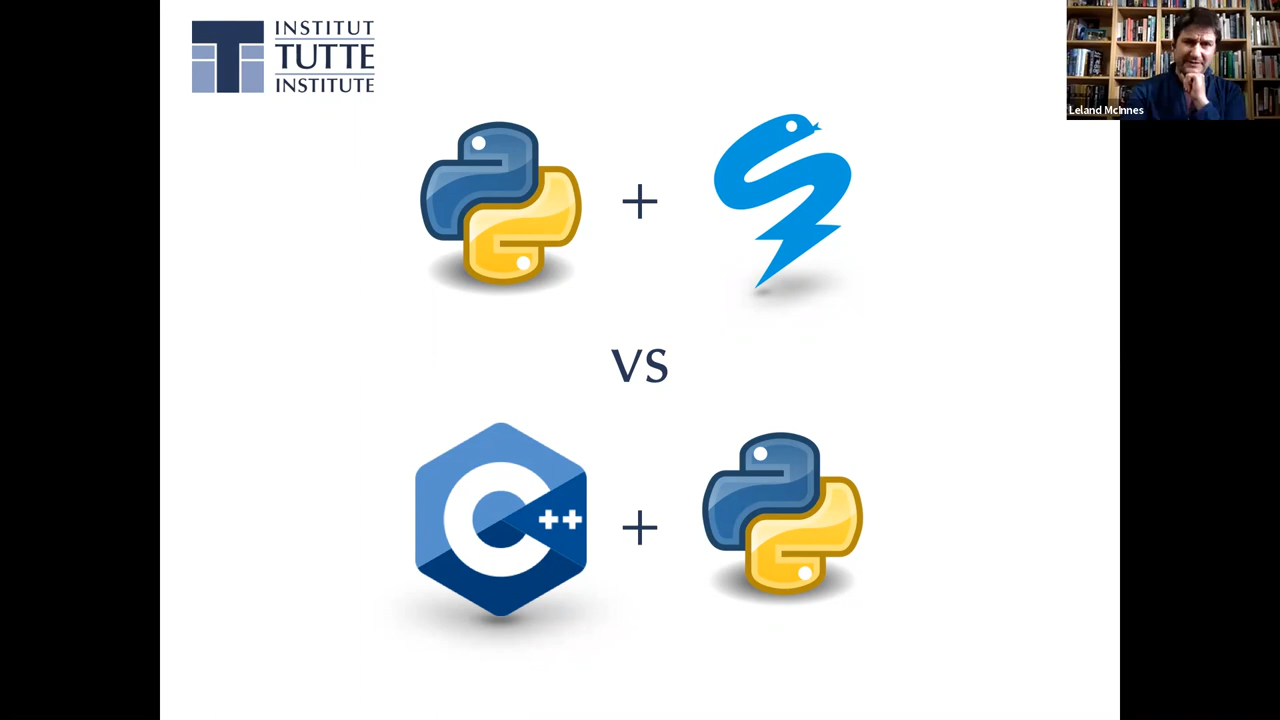 INSTITUT
TUTTE
INSTITUTE
Leland McInnes
+
VS
C++
+